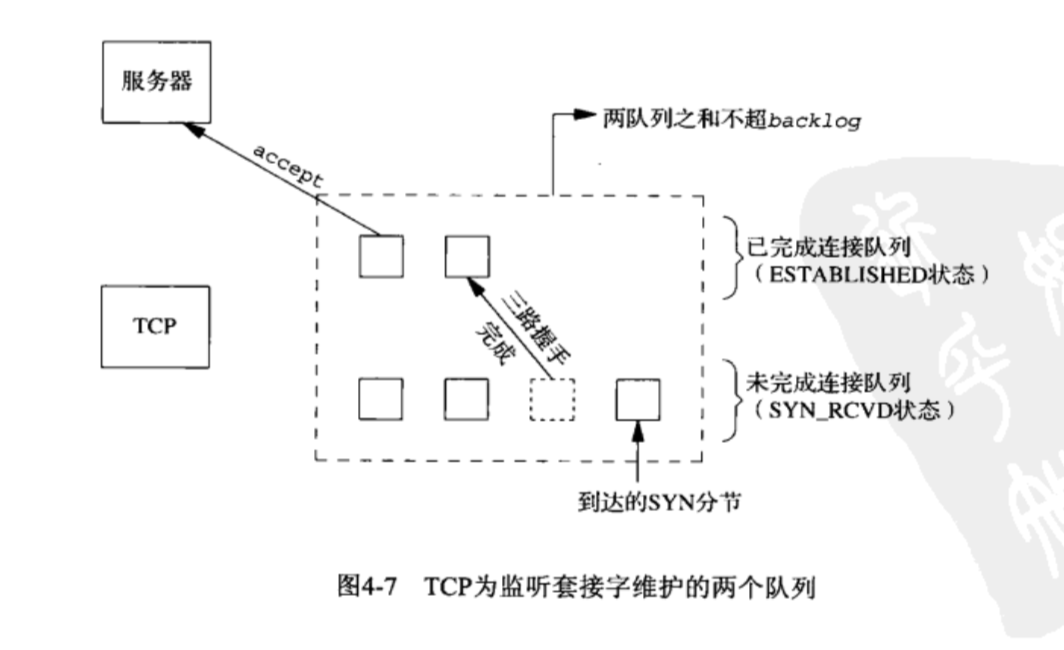 服务器
accept
两队列之和不超backlog
已完成连接队列
（ESTABLISHED状态）
TCP
三路握手
完成
未完成连接队列
（SYN_RCVD状态）
到达的SYN分节
图4-7 TCP为监听套接字维护的两个队列